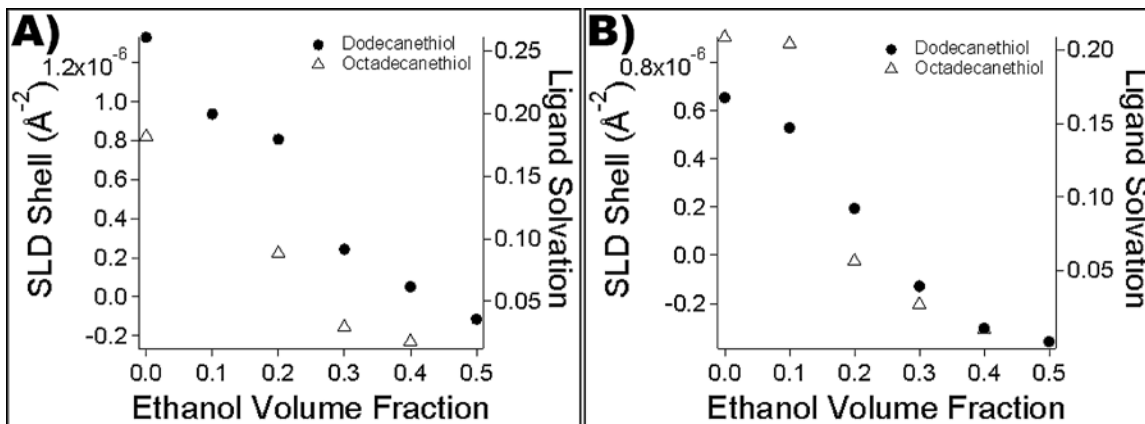 A)
Dodecanethiol
Octadecanethiol
1.2x10⁻⁶
1.0
0.8
0.6
0.4
0.2
0.0
-0.2
SLD Shell (Å⁻²)
0.25
0.20
0.15
0.10
0.05
Ligand Solvation
0.0 0.1 0.2 0.3 0.4 0.5
Ethanol Volume Fraction
B)
Dodecanethiol
Octadecanethiol
0.8x10⁻⁶
0.6
0.4
0.2
0.0
-0.2
SLD Shell (Å⁻²)
0.20
0.15
0.10
0.05
Ligand Solvation
0.0 0.1 0.2 0.3 0.4 0.5
Ethanol Volume Fraction